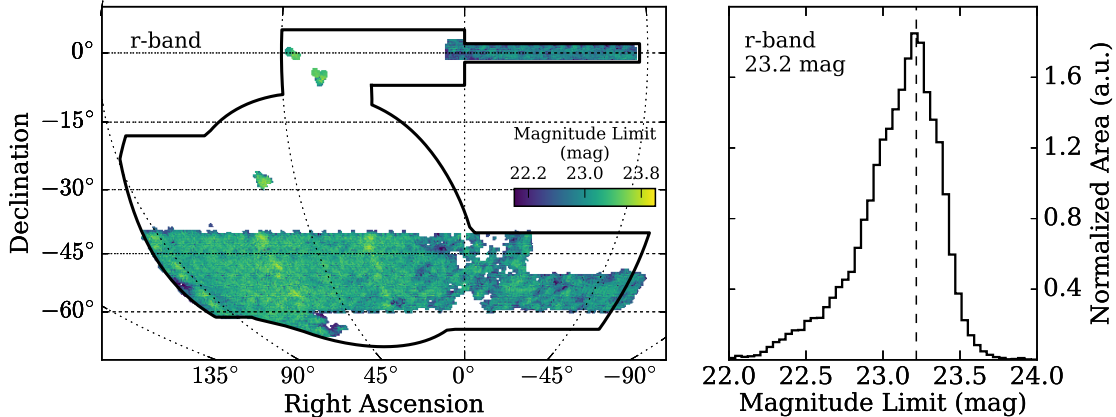 r-band
Magnitude Limit
(mag)
22.2 23.0 23.8
0°
−15°
−30°
−45°
−60°
Declination
135° 90° 45° 0° −45° −90°
Right Ascension
r-band
23.2 mag
1.6
1.2
0.8
0.4
Normalized Area (a.u.)
22.0 22.5 23.0 23.5 24.0
Magnitude Limit (mag)